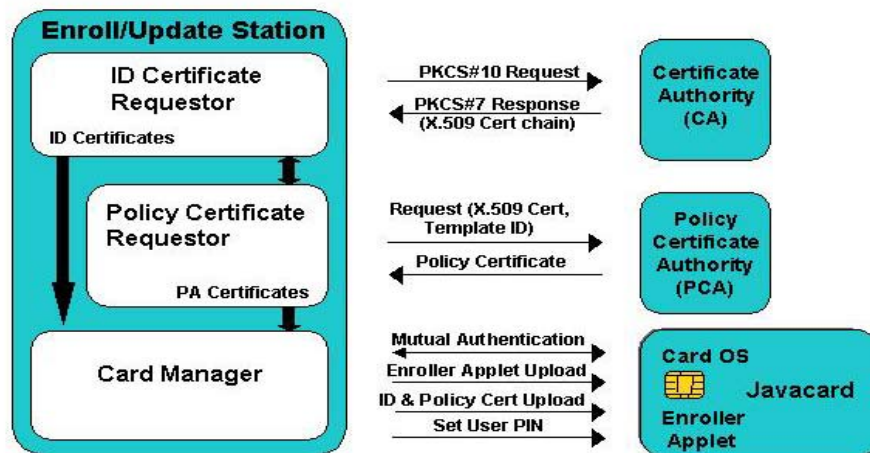 Enroll/Update Station
ID Certificate
Requestor
ID Certificates
Policy Certificate
Requestor
PA Certificates
Card Manager
PKCS#10 Request
PKCS#7 Response
(X.509 Cert chain)
Request (X.509 Cert,
Template ID)
Policy Certificate
Mutual Authentication
Enroller Applet Upload
ID & Policy Cert Upload
Set User PIN
Certificate
Authority
(CA)
Policy
Certificate
Authority
(PCA)
Card OS
Javacard
Enroller
Applet